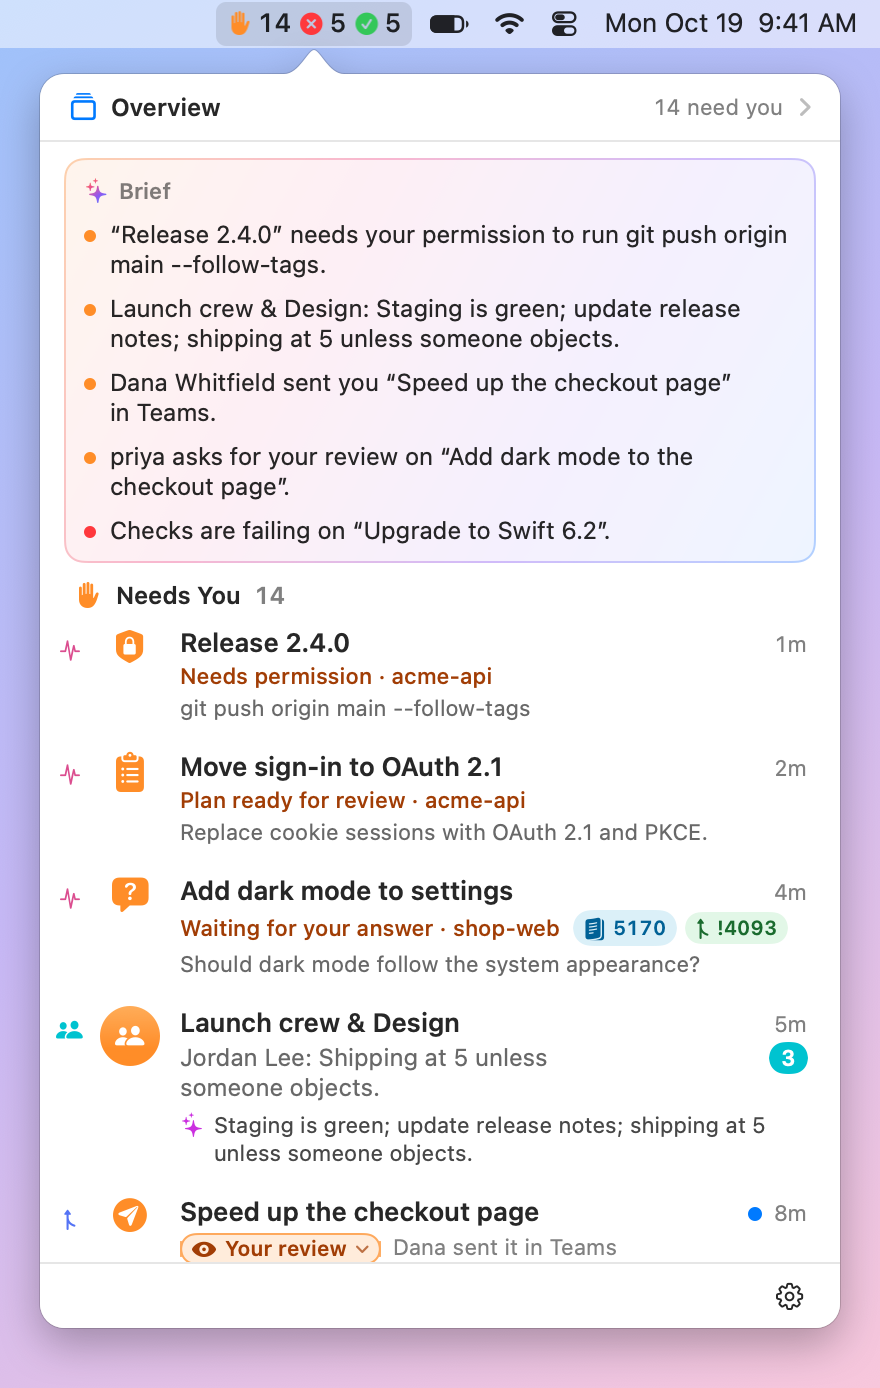 14 5 5 Mon Oct 19 9:41 AM
Overview 14 need you
Brief
“Release 2.4.0” needs your permission to run git push origin
main --follow-tags.
Launch crew & Design: Staging is green; update release
notes; shipping at 5 unless someone objects.
Dana Whitfield sent you “Speed up the checkout page”
in Teams.
priya asks for your review on “Add dark mode to the
checkout page”.
Checks are failing on “Upgrade to Swift 6.2”.
Needs You 14
Release 2.4.0 1m
Needs permission · acme-api
git push origin main --follow-tags
Move sign-in to OAuth 2.1 2m
Plan ready for review · acme-api
Replace cookie sessions with OAuth 2.1 and PKCE.
Add dark mode to settings 4m
Waiting for your answer · shop-web 5170 !4093
Should dark mode follow the system appearance?
Launch crew & Design 5m
Jordan Lee: Shipping at 5 unless 3
someone objects.
Staging is green; update release notes; shipping at 5
unless someone objects.
Speed up the checkout page 8m
Your review Dana sent it in Teams